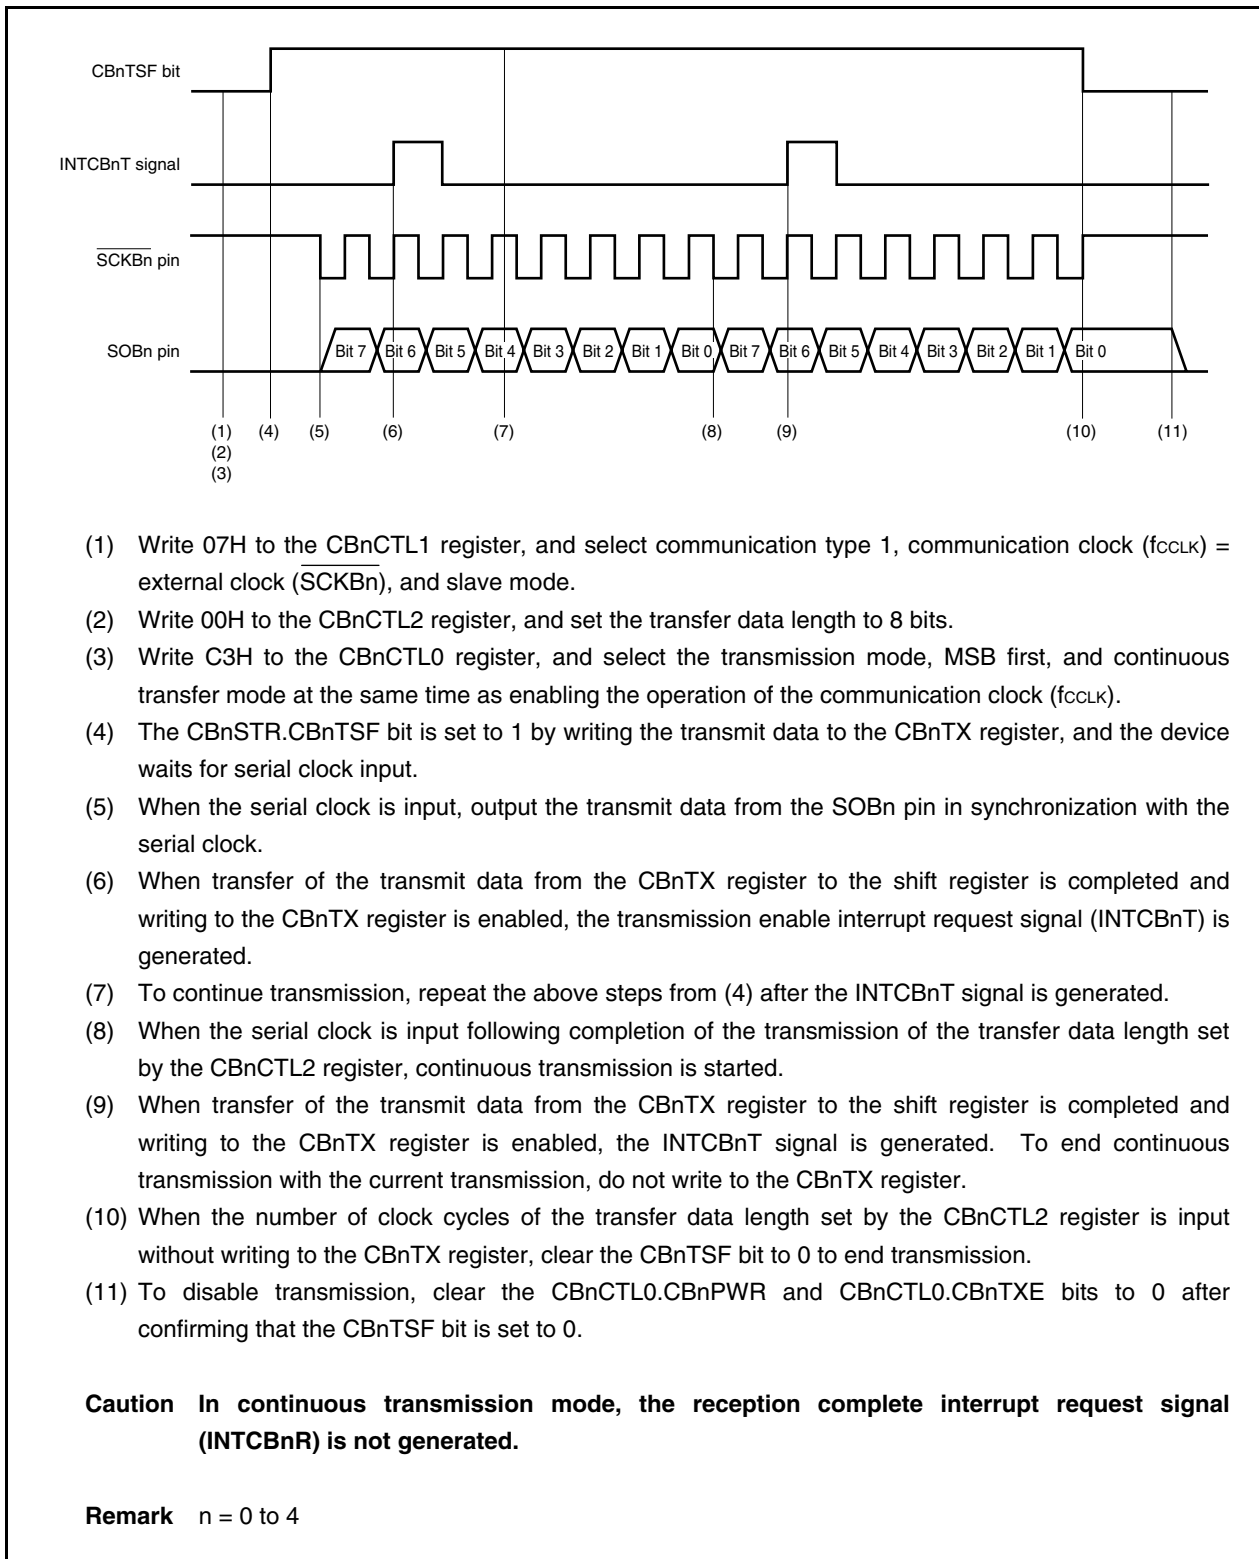 CBnTSF bit
INTCBnT signal
SCKBn pin
SOBn pin
Bit 7 Bit 6 Bit 5 Bit 4 Bit 3 Bit 2 Bit 1 Bit 0 Bit 7 Bit 6 Bit 5 Bit 4 Bit 3 Bit 2 Bit 1 Bit 0
(1) (4) (5) (6) (7) (8) (9) (10) (11)
(2)
(3)
(1) Write 07H to the CBnCTL1 register, and select communication type 1, communication clock (fCCLK) =
external clock (SCKBn), and slave mode.
(2) Write 00H to the CBnCTL2 register, and set the transfer data length to 8 bits.
(3) Write C3H to the CBnCTL0 register, and select the transmission mode, MSB first, and continuous
transfer mode at the same time as enabling the operation of the communication clock (fCCLK).
(4) The CBnSTR.CBnTSF bit is set to 1 by writing the transmit data to the CBnTX register, and the device
waits for serial clock input.
(5) When the serial clock is input, output the transmit data from the SOBn pin in synchronization with the
serial clock.
(6) When transfer of the transmit data from the CBnTX register to the shift register is completed and
writing to the CBnTX register is enabled, the transmission enable interrupt request signal (INTCBnT) is
generated.
(7) To continue transmission, repeat the above steps from (4) after the INTCBnT signal is generated.
(8) When the serial clock is input following completion of the transmission of the transfer data length set
by the CBnCTL2 register, continuous transmission is started.
(9) When transfer of the transmit data from the CBnTX register to the shift register is completed and
writing to the CBnTX register is enabled, the INTCBnT signal is generated. To end continuous
transmission with the current transmission, do not write to the CBnTX register.
(10) When the number of clock cycles of the transfer data length set by the CBnCTL2 register is input
without writing to the CBnTX register, clear the CBnTSF bit to 0 to end transmission.
(11) To disable transmission, clear the CBnCTL0.CBnPWR and CBnCTL0.CBnTXE bits to 0 after
confirming that the CBnTSF bit is set to 0.
Caution In continuous transmission mode, the reception complete interrupt request signal
(INTCBnR) is not generated.
Remark n = 0 to 4